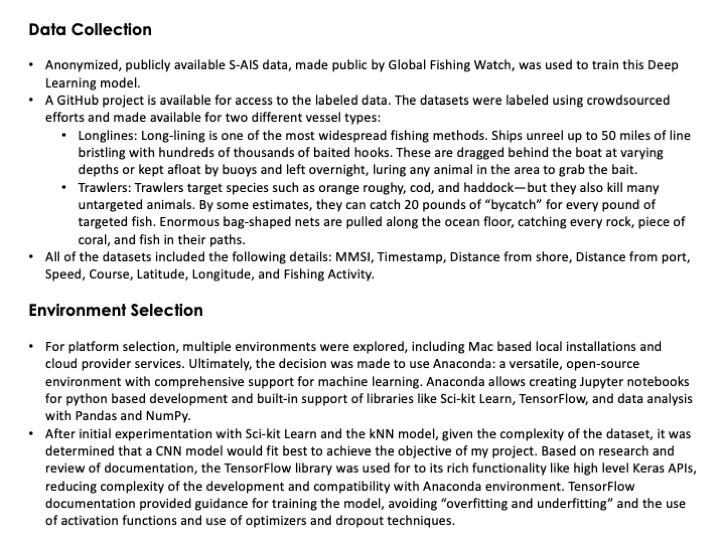 Data Collection
• Anonymized, publicly available S-AIS data, made public by Global Fishing Watch, was used to train this Deep
Learning model.
• A GitHub project is available for access to the labeled data. The datasets were labeled using crowdsourced
efforts and made available for two different vessel types:
• Longlines: Long-lining is one of the most widespread fishing methods. Ships unreel up to 50 miles of line
bristling with hundreds of thousands of baited hooks. These are dragged behind the boat at varying
depths or kept afloat by buoys and left overnight, luring any animal in the area to grab the bait.
• Trawlers: Trawlers target species such as orange roughy, cod, and haddock—but they also kill many
untargeted animals. By some estimates, they can catch 20 pounds of “bycatch” for every pound of
targeted fish. Enormous bag-shaped nets are pulled along the ocean floor, catching every rock, piece of
coral, and fish in their paths.
• All of the datasets included the following details: MMSI, Timestamp, Distance from shore, Distance from port,
Speed, Course, Latitude, Longitude, and Fishing Activity.
Environment Selection
• For platform selection, multiple environments were explored, including Mac based local installations and
cloud provider services. Ultimately, the decision was made to use Anaconda: a versatile, open-source
environment with comprehensive support for machine learning. Anaconda allows creating Jupyter notebooks
for python based development and built-in support of libraries like Sci-kit Learn, TensorFlow, and data analysis
with Pandas and NumPy.
• After initial experimentation with Sci-kit Learn and the kNN model, given the complexity of the dataset, it was
determined that a CNN model would fit best to achieve the objective of my project. Based on research and
review of documentation, the TensorFlow library was used for to its rich functionality like high level Keras APIs,
reducing complexity of the development and compatibility with Anaconda environment. TensorFlow
documentation provided guidance for training the model, avoiding “overfitting and underfitting” and the use
of activation functions and use of optimizers and dropout techniques.